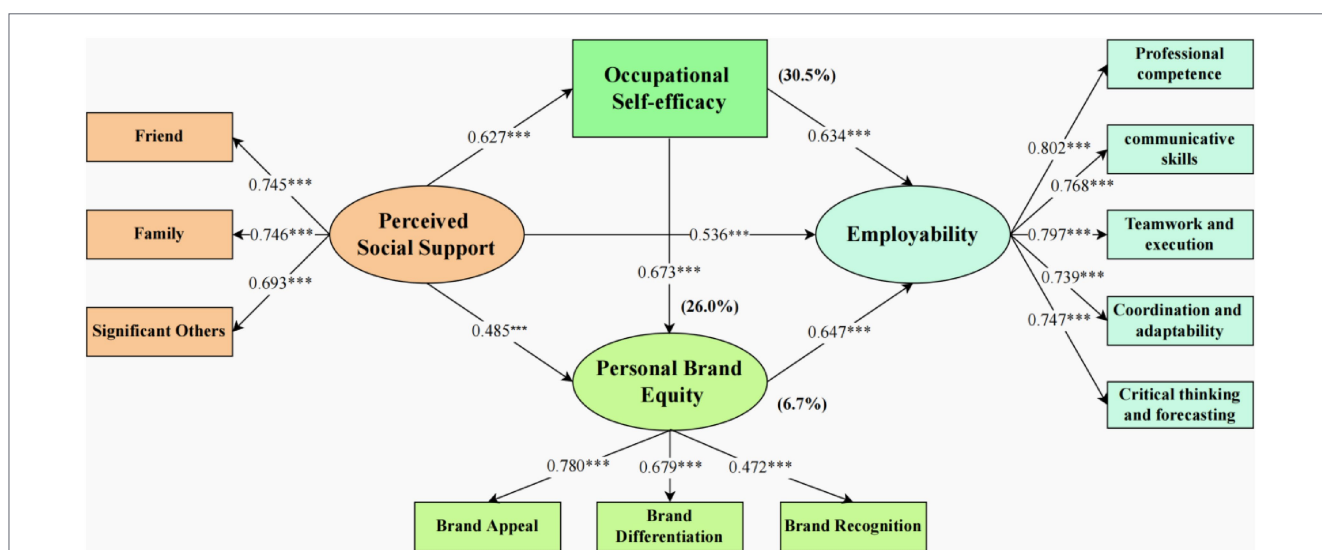 Professional
competence
Occupational
Self-efficacy
(30.5%)
Friend
0.627***
0.634***
0.802***
communicative
skills
0.745***
0.768***
Family
0.746***
Perceived
Social Support
0.536***
Employability
0.797***
Teamwork and
execution
0.693***
0.673***
0.739***
Significant Others
0.485***
(26.0%)
0.647***
0.747***
Coordination and
adaptability
Personal Brand
Equity
(6.7%)
Critical thinking
and forecasting
0.780***
0.679***
0.472***
Brand Appeal
Brand
Differentiation
Brand Recognition